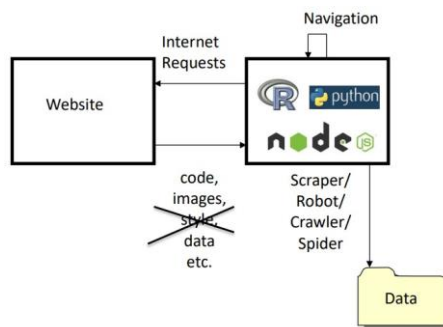 Navigation
Internet
Requests
Website
R
python
node
JS
code,
images,
style,
data
etc.
Scraper/
Robot/
Crawler/
Spider
Data